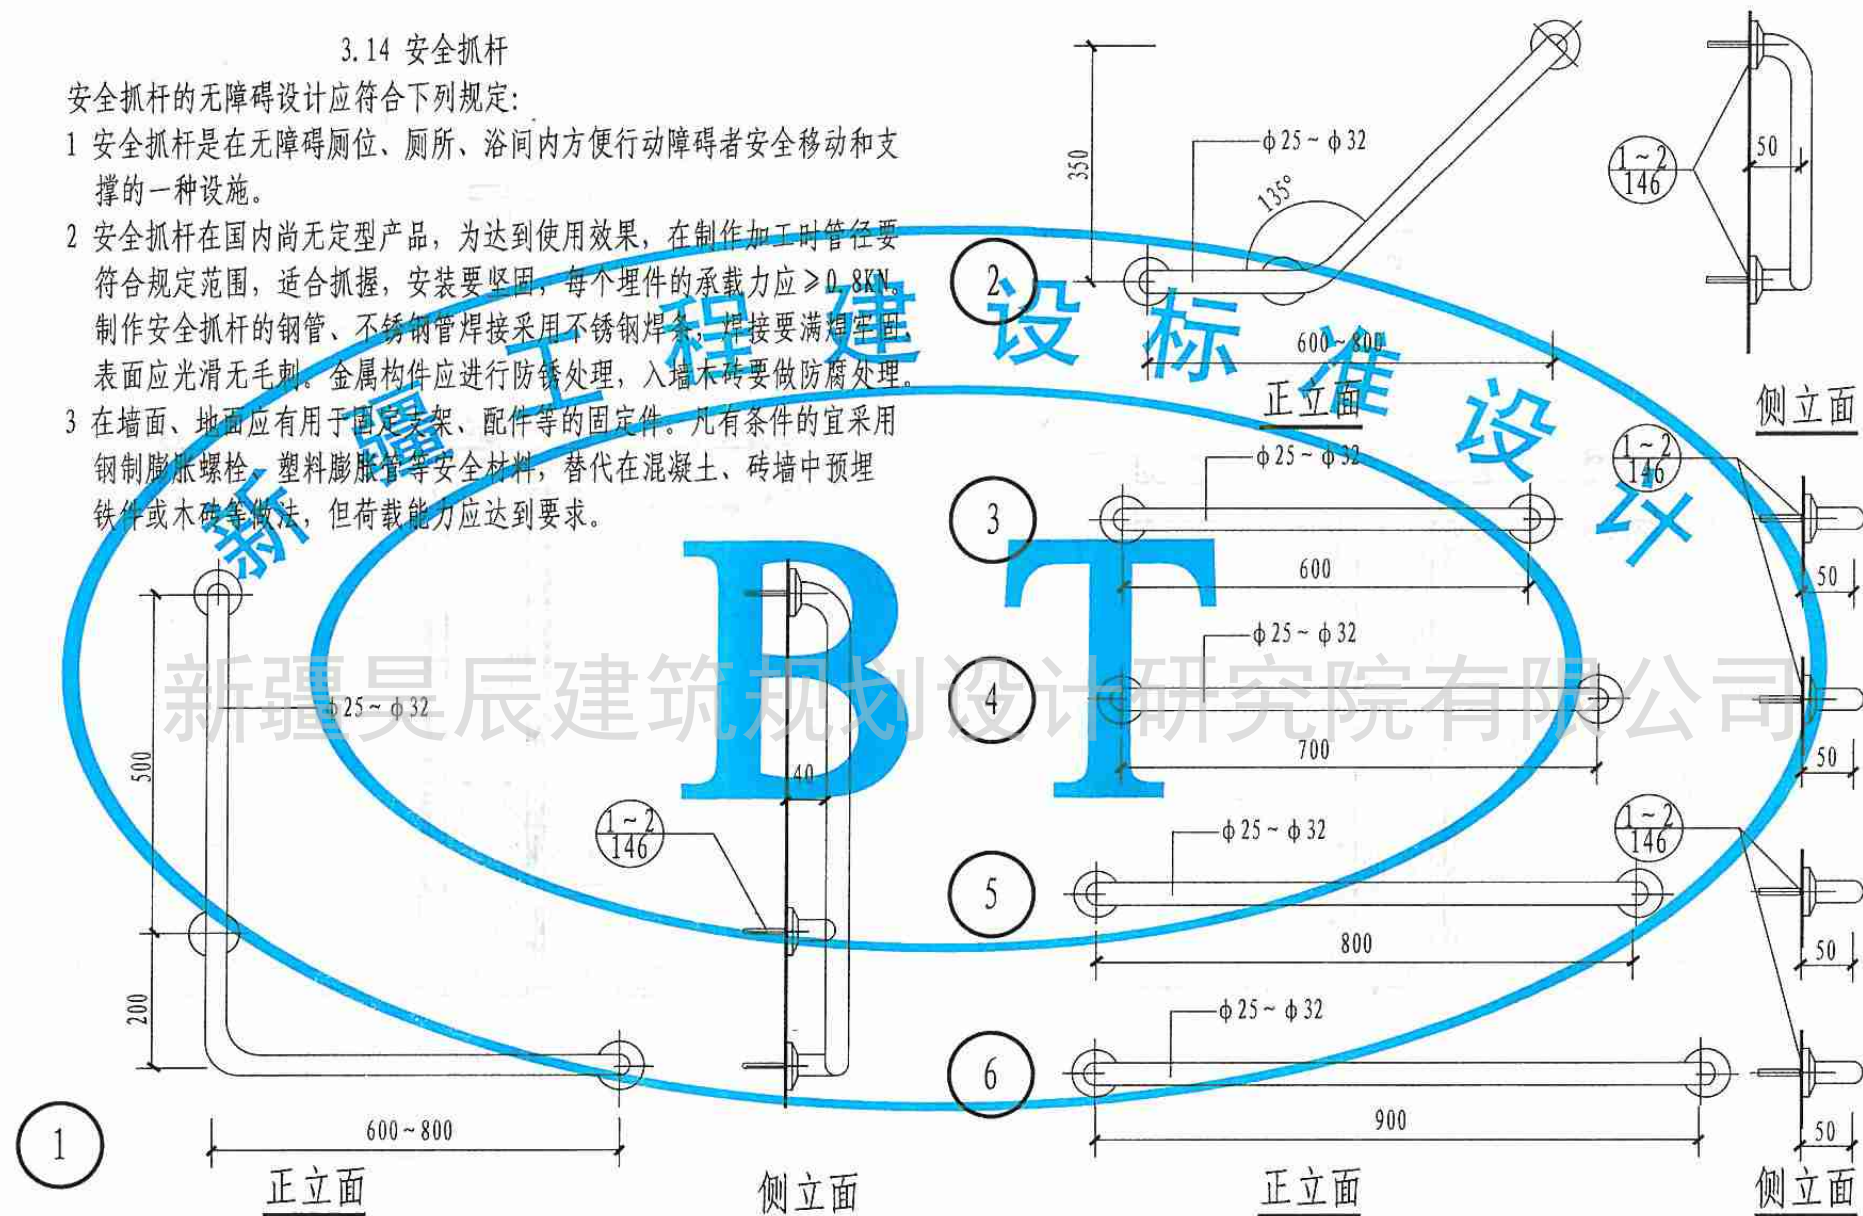 3.14 安全抓杆
安全抓杆的无障碍设计应符合下列规定:
1 安全抓杆是在无障碍厕位、厕所、浴间内方便行动障碍者安全移动和支
撑的一种设施。
2 安全抓杆在国内尚无定型产品，为达到使用效果，在制作加工时管径要
符合规定范围，适合抓握，安装要坚固，每个埋件的承载力应≥0.8KN。
制作安全抓杆的钢管、不锈钢管焊接采用不锈钢焊条，焊接要满焊牢固，
表面应光滑无毛刺。金属构件应进行防锈处理，入墙木砖要做防腐处理。
3 在墙面、地面应有用于固定支架、配件等的固定件。凡有条件的宜采用
钢制膨胀螺栓、塑料膨胀管等安全材料，替代在混凝土、砖墙中预埋
铁件或木砖等做法，但荷载能力应达到要求。
新疆工程建设标准设计
BT
新疆昊辰建筑规划设计研究院有限公司
φ25~φ32
500
200
600~800
1
正立面
40
1~2
146
侧立面
2
350
φ25~φ32
135°
600~800
正立面
1~2
146
50
侧立面
3
φ25~φ32
600
1~2
146
50
4
φ25~φ32
700
50
5
φ25~φ32
800
1~2
146
50
6
φ25~φ32
900
50
正立面
侧立面